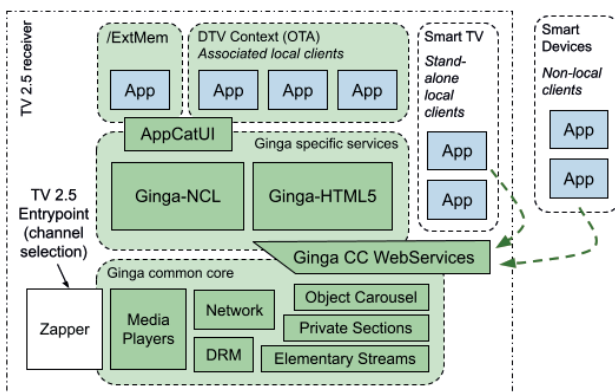 TV 2.5 receiver
/ExtMem
App
DTV Context (OTA)
Associated local clients
App
App
App
Smart TV
Stand-
alone
local
clients
App
App
Smart
Devices
Non-local
clients
App
App
AppCatUI
Ginga specific services
Ginga-NCL
Ginga-HTML5
TV 2.5
Entrypoint
(channel
selection)
Ginga CC WebServices
Ginga common core
Zapper
Media
Players
Network
DRM
Object Carousel
Private Sections
Elementary Streams